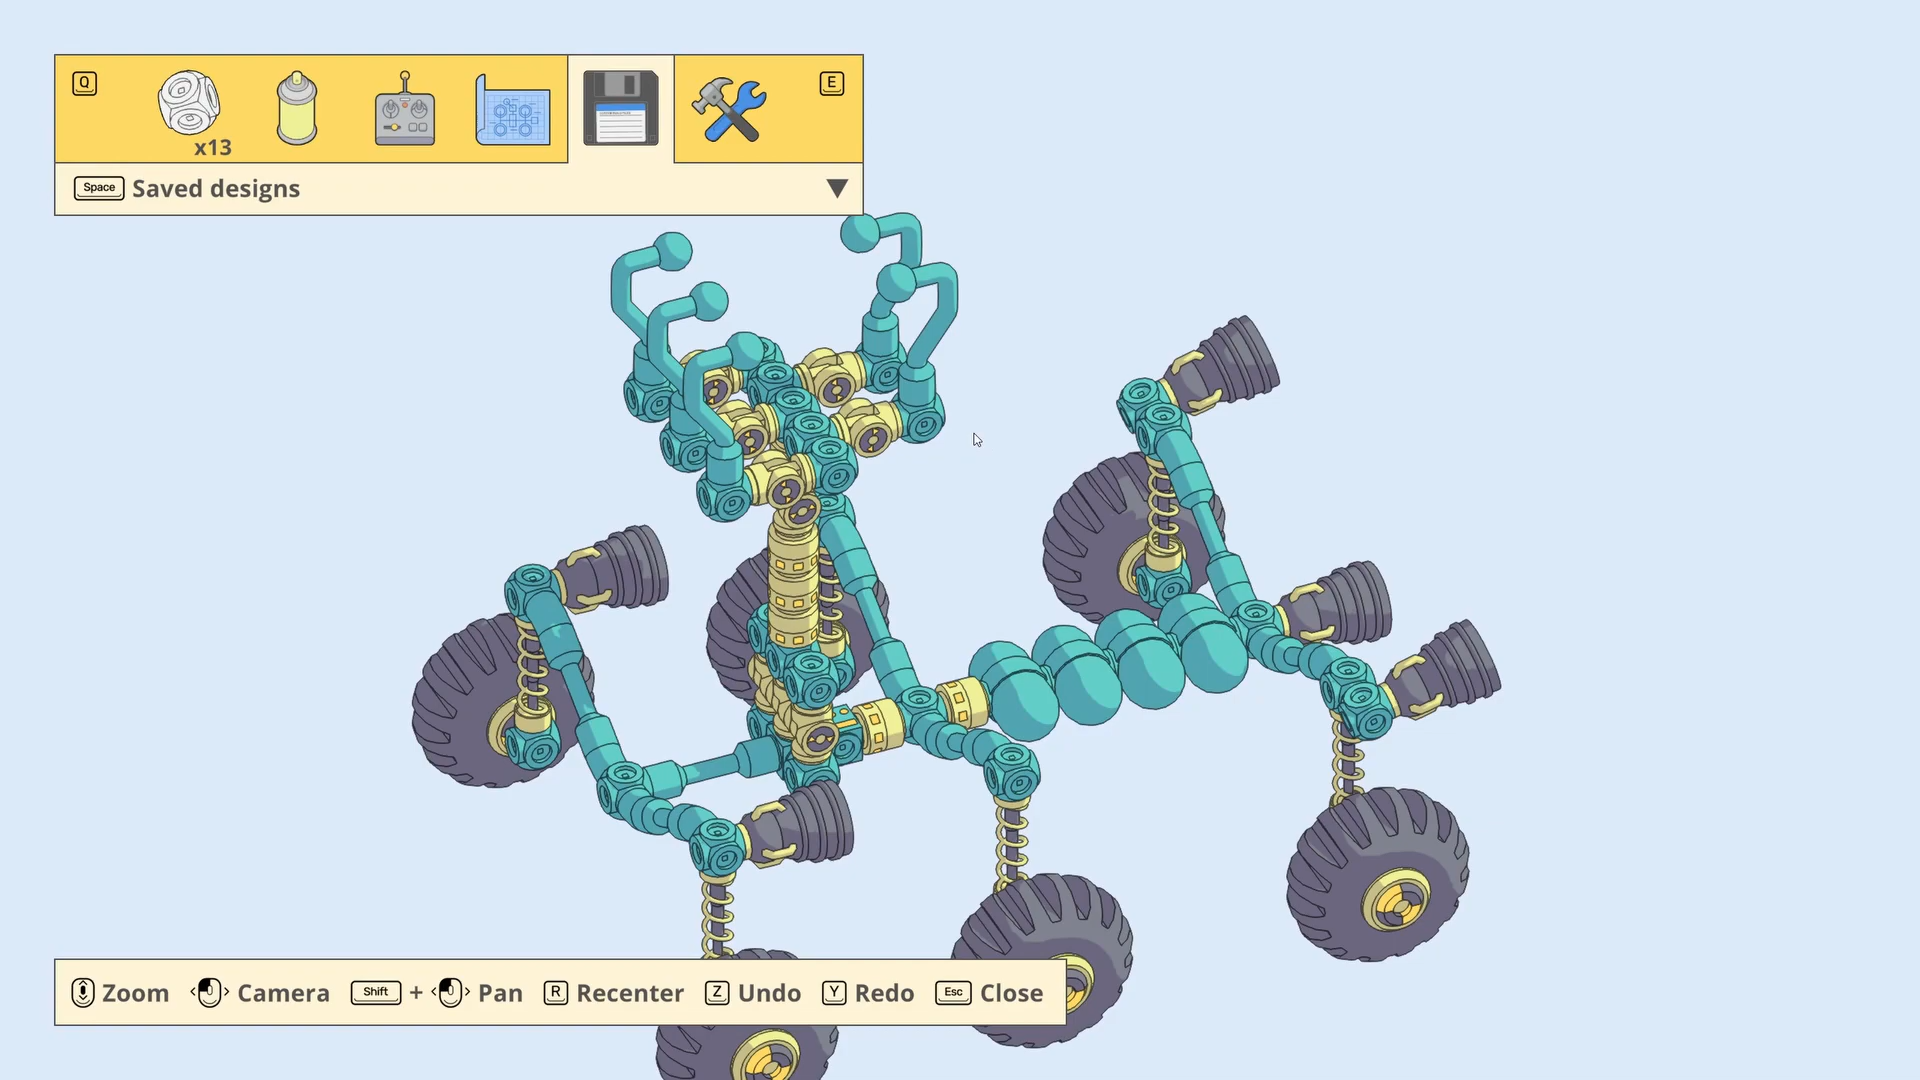 Q E
x13
Space Saved designs
Zoom Camera Shift + Pan R Recenter Z Undo Y Redo Esc Close